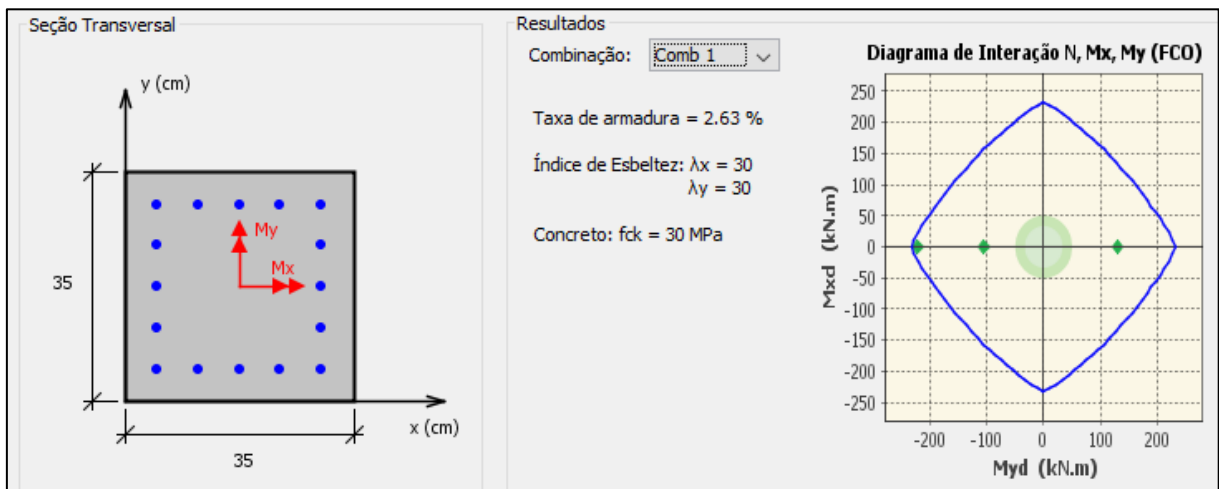 Seção Transversal
y (cm)
My
Mx
35
x (cm)
35
Resultados
Combinação: Comb 1
Taxa de armadura = 2.63 %
Índice de Esbeltez: λx = 30
λy = 30
Concreto: fck = 30 MPa
Diagrama de Interação N, Mx, My (FCO)
Mxd (kN.m)
250
200
150
100
50
0
-50
-100
-150
-200
-250
-200 -100 0 100 200
Myd (kN.m)